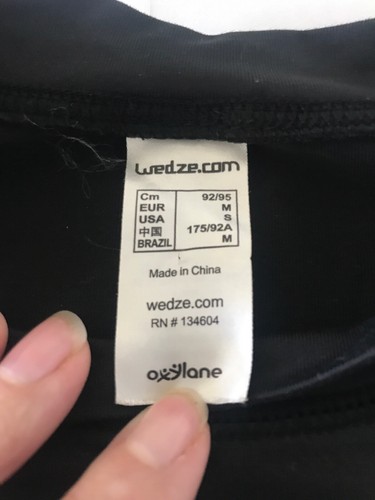 wedze.com
Cm 92/95
EUR M
USA S
中国 175/92A
BRAZIL M
Made in China
wedze.com
RN # 134604
oxylane